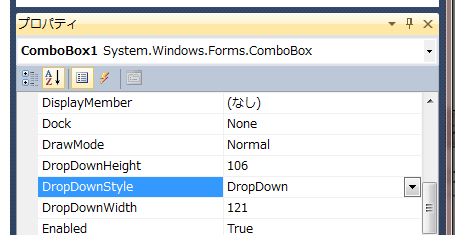 プロパティ
ComboBox1 System.Windows.Forms.ComboBox
DisplayMember (なし)
Dock None
DrawMode Normal
DropDownHeight 106
DropDownStyle DropDown
DropDownWidth 121
Enabled True